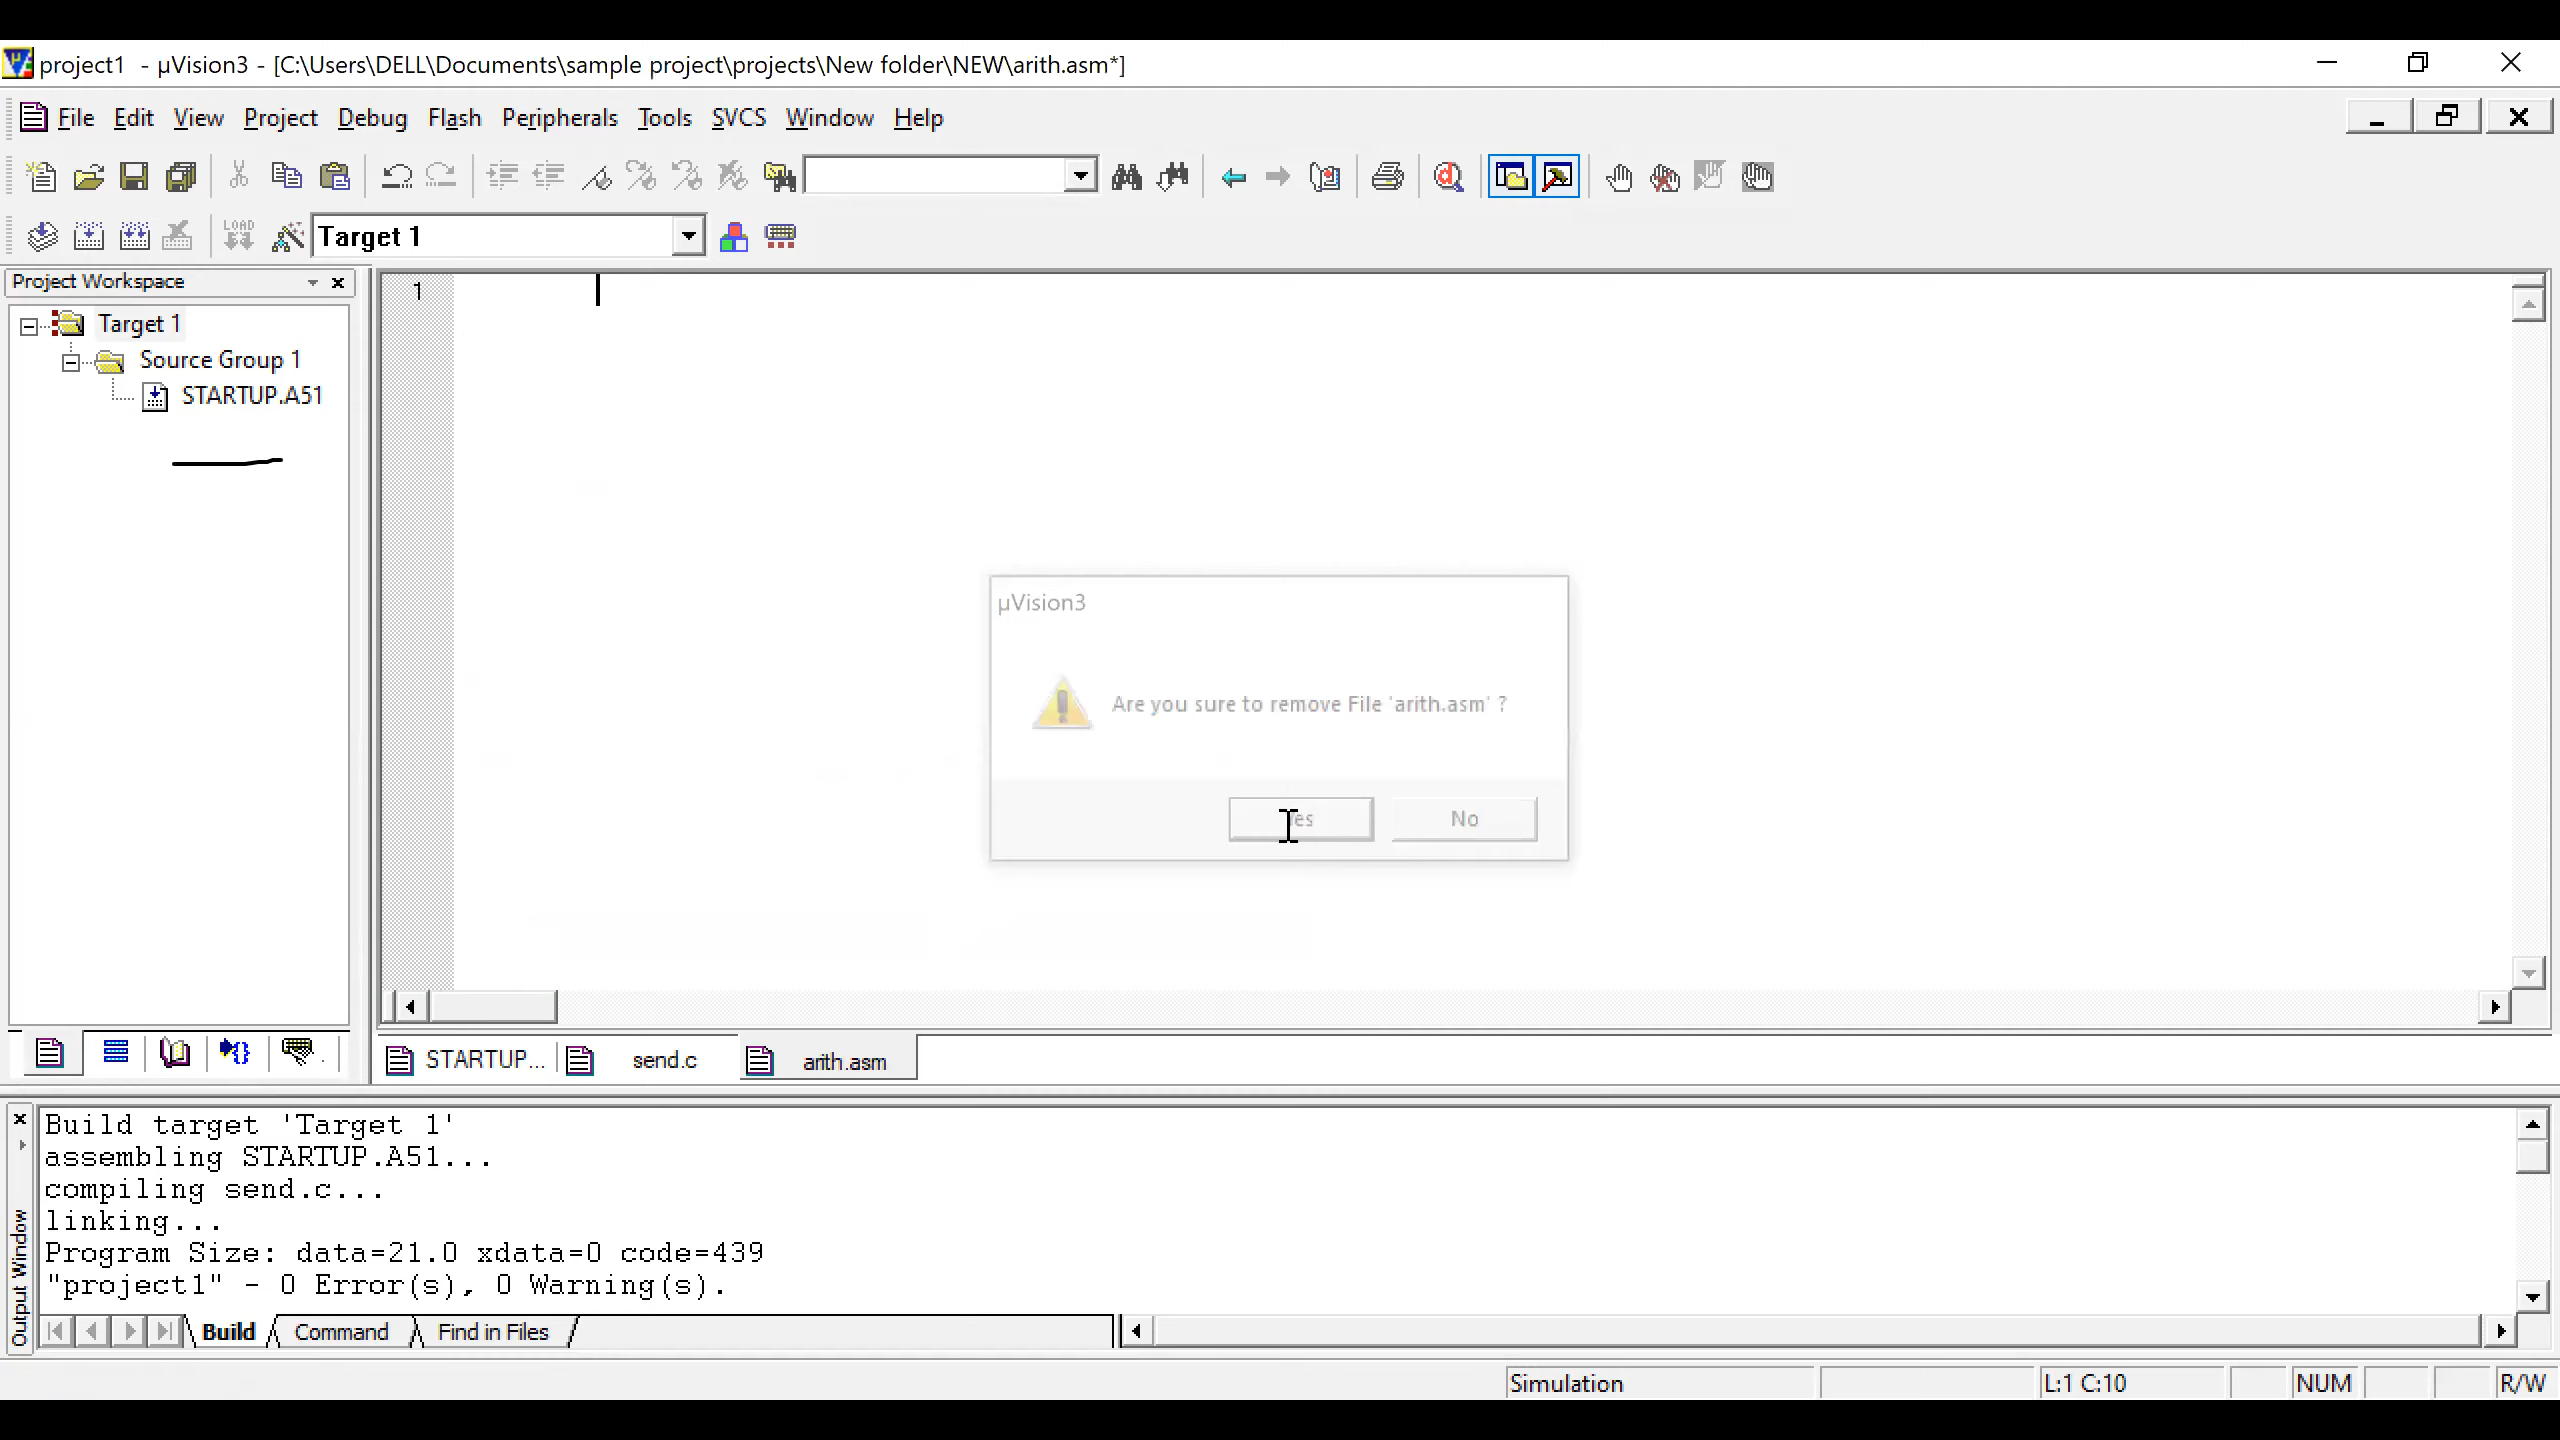 project1 - µVision3 - [C:\Users\DELL\Documents\sample project\projects\New folder\NEW\arith.asm*]
File Edit View Project Debug Flash Peripherals Tools SVCS Window Help
LOAD
Target 1
Project Workspace
Target 1
Source Group 1
STARTUP.A51
1
µVision3
Are you sure to remove File 'arith.asm' ?
Yes No
STARTUP... send.c arith.asm
Output Window
Build target 'Target 1'
assembling STARTUP.A51...
compiling send.c...
linking...
Program Size: data=21.0 xdata=0 code=439
"project1" - 0 Error(s), 0 Warning(s).
Build Command Find in Files
Simulation L:1 C:10 NUM R/W